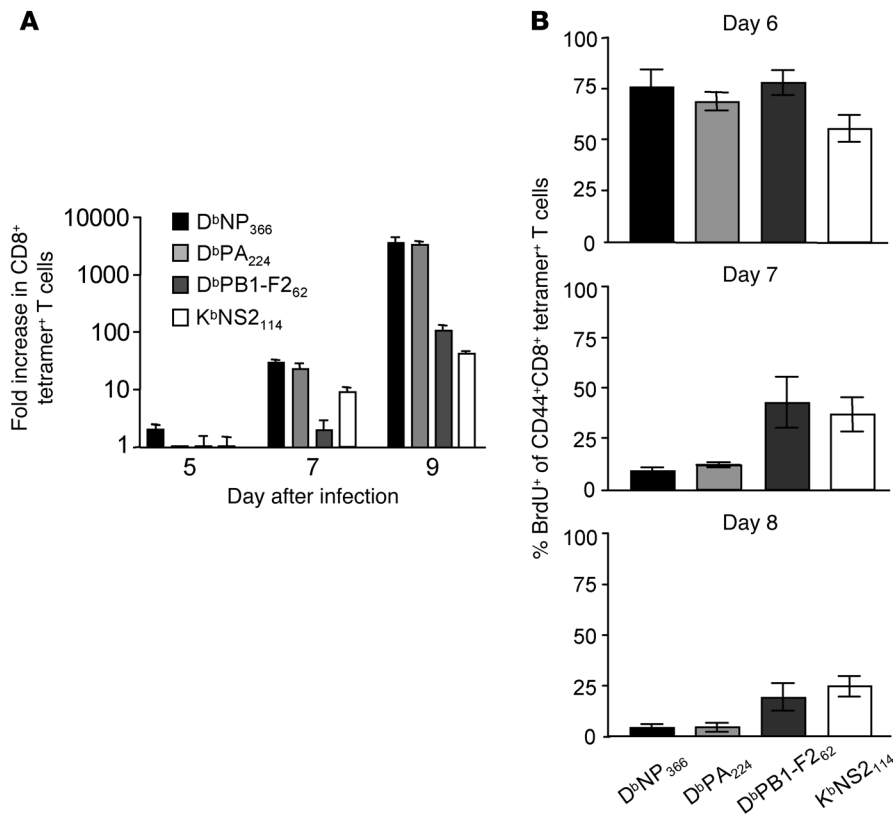 A
Fold increase in CD8⁺
tetramer⁺ T cells
10000
1000
100
10
1
DᵇNP₃₆₆
DᵇPA₂₂₄
DᵇPB1-F2₆₂
KᵇNS2₁₁₄
5 7 9
Day after infection
B
% BrdU⁺ of CD44⁺CD8⁺ tetramer⁺ T cells
Day 6
100
75
50
25
0
Day 7
100
75
50
25
0
Day 8
100
75
50
25
0
DᵇNP₃₆₆ DᵇPA₂₂₄ DᵇPB1-F2₆₂ KᵇNS2₁₁₄